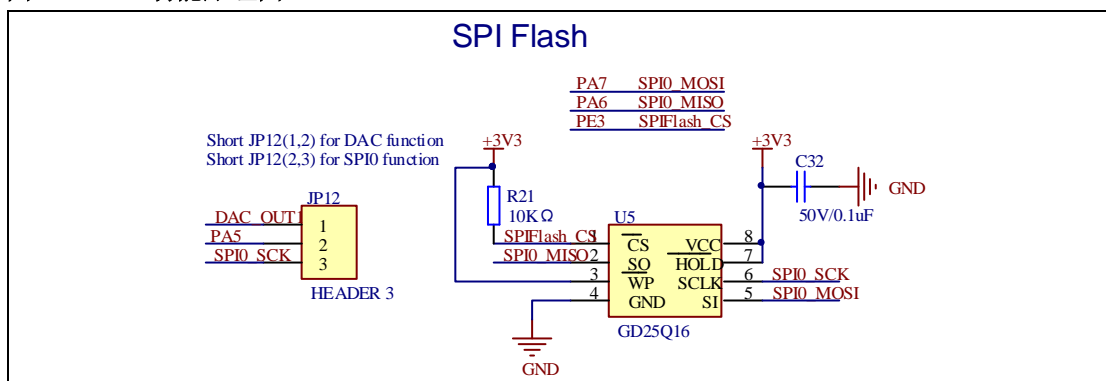 SPI Flash
PA7 SPI0_MOSI
PA6 SPI0_MISO
PE3 SPIFlash_CS
Short JP12(1,2) for DAC function
Short JP12(2,3) for SPI0 function
+3V3
+3V3
C32
GND
50V/0.1uF
R21
10KΩ
JP12
DAC_OUT1 1
PA5 2
SPI0_SCK 3
HEADER 3
U5
SPIFlash_CS 1 CS VCC 8
SPI0_MISO 2 SO HOLD 7
3 WP SCLK 6 SPI0_SCK
4 GND SI 5 SPI0_MOSI
GD25Q16
GND